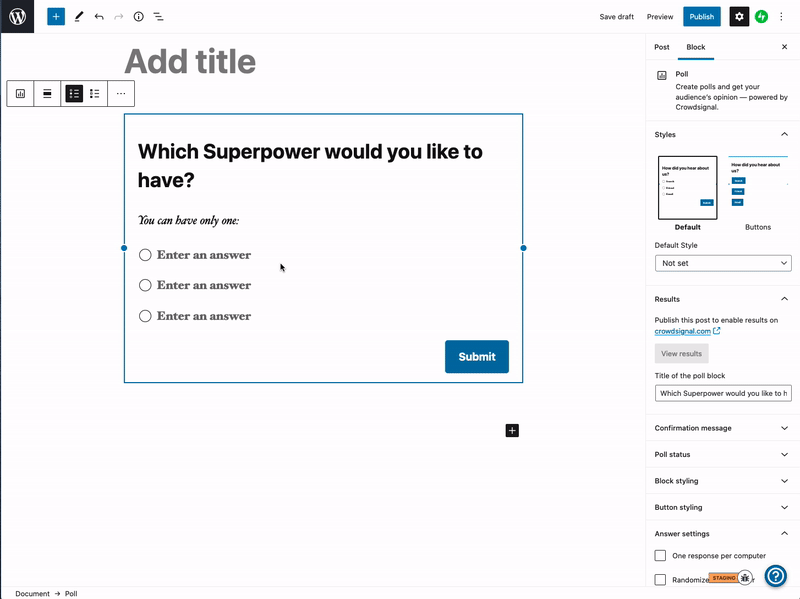 Save draft
Preview
Publish
Add title
Which Superpower would you like to
have?
You can have only one:
Enter an answer
Enter an answer
Enter an answer
Submit
Post
Block
Poll
Create polls and get your
audience's opinion — powered by
Crowdsignal.
Styles
How did you hear about
us?
Submit
Default
How did you hear about
us?
Buttons
Default Style
Not set
Results
Publish this post to enable results on
crowdsignal.com
View results
Title of the poll block
Which Superpower would you like to h
Confirmation message
Poll status
Block styling
Button styling
Answer settings
One response per computer
Randomize
STAGING
Document → Poll